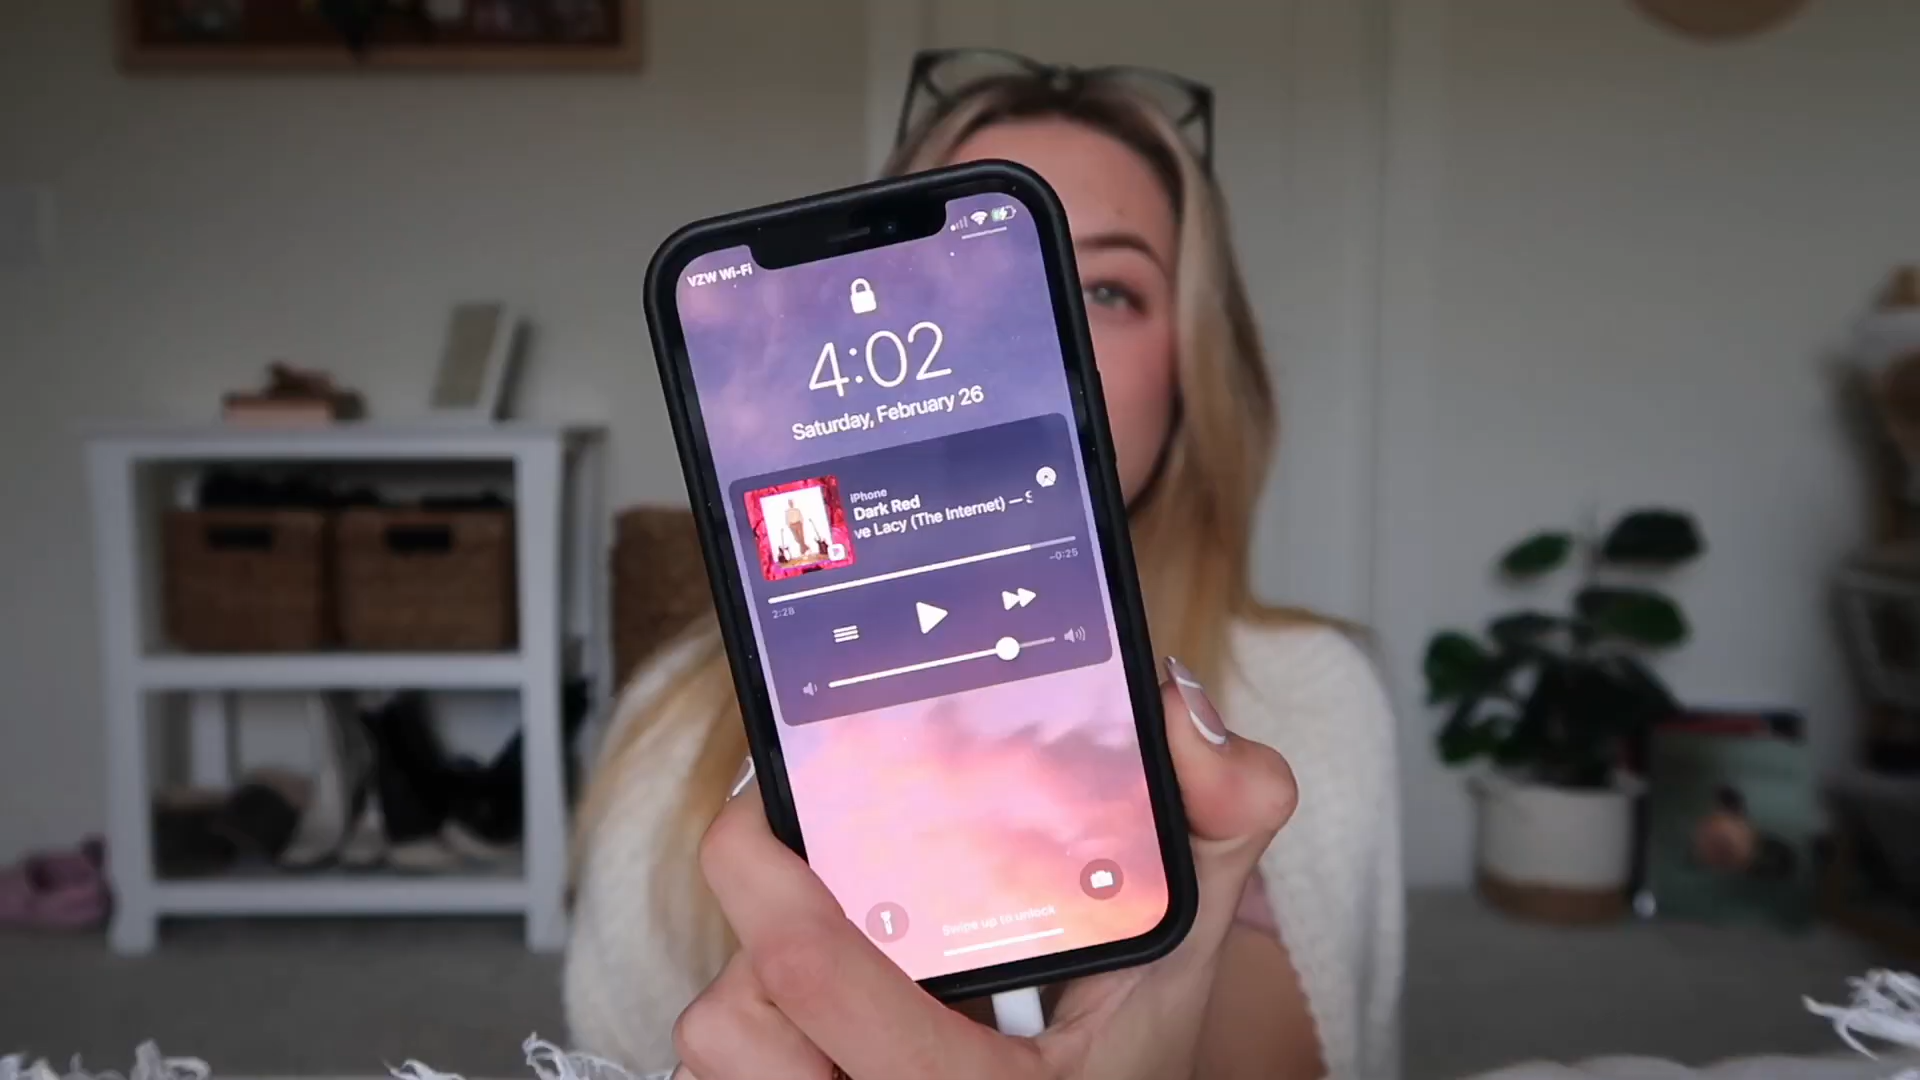 VZW Wi-Fi
4:02
Saturday, February 26
iPhone
Dark Red
ve Lacy (The Internet) — S
2:28
-0:25
Swipe up to unlock